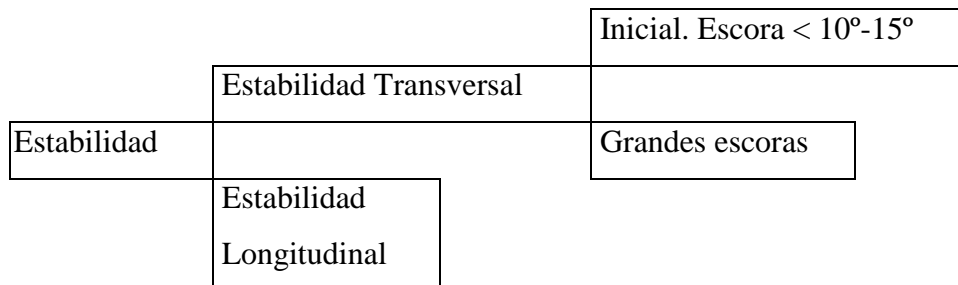 Inicial. Escora < 10º-15º
Estabilidad Transversal
Estabilidad
Grandes escoras
Estabilidad
Longitudinal